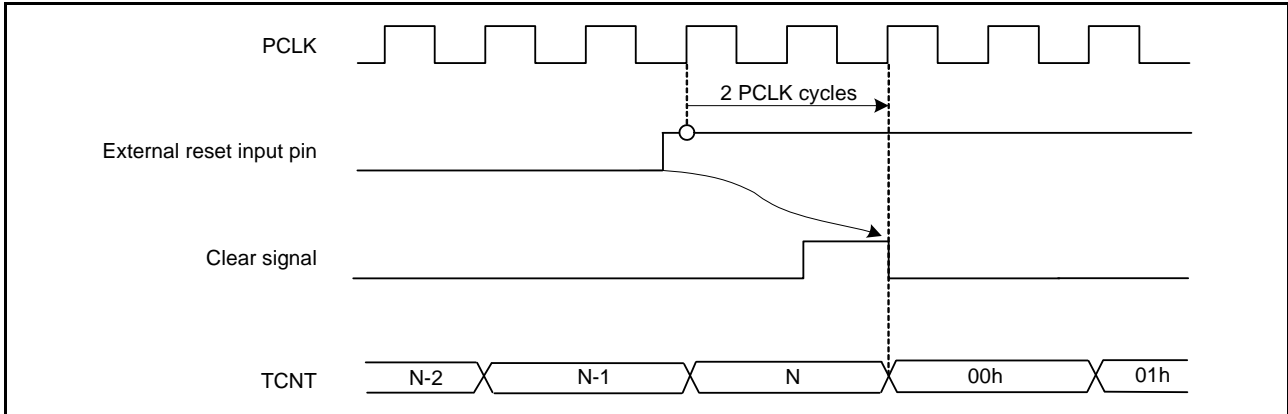 PCLK
2 PCLK cycles
External reset input pin
Clear signal
TCNT
N-2
N-1
N
00h
01h